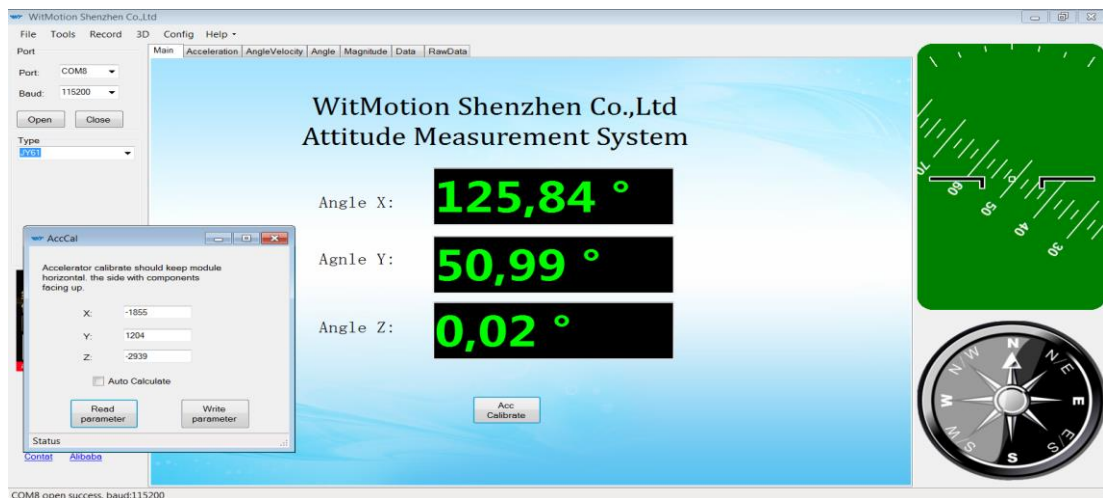 WitMotion Shenzhen Co.,Ltd
File Tools Record 3D Config Help
Port
Port: COM8
Baud: 115200
Open Close
Type
JY61
Main Acceleration AngleVelocity Angle Magnitude Data RawData
WitMotion Shenzhen Co.,Ltd
Attitude Measurement System
Angle X: 125,84 °
Agnle Y: 50,99 °
Angle Z: 0,02 °
Acc
Calibrate
AccCal
Accelerator calibrate should keep module
horizontal. the side with components
facing up.
X: -1855
Y: 1204
Z: -2939
Auto Calculate
Read
parameter
Write
parameter
Status
Contat Alibaba
COM8 open success, baud:115200
70
60
50
40
30
N
N/E
E
E/S
S
W/S
W
N/W